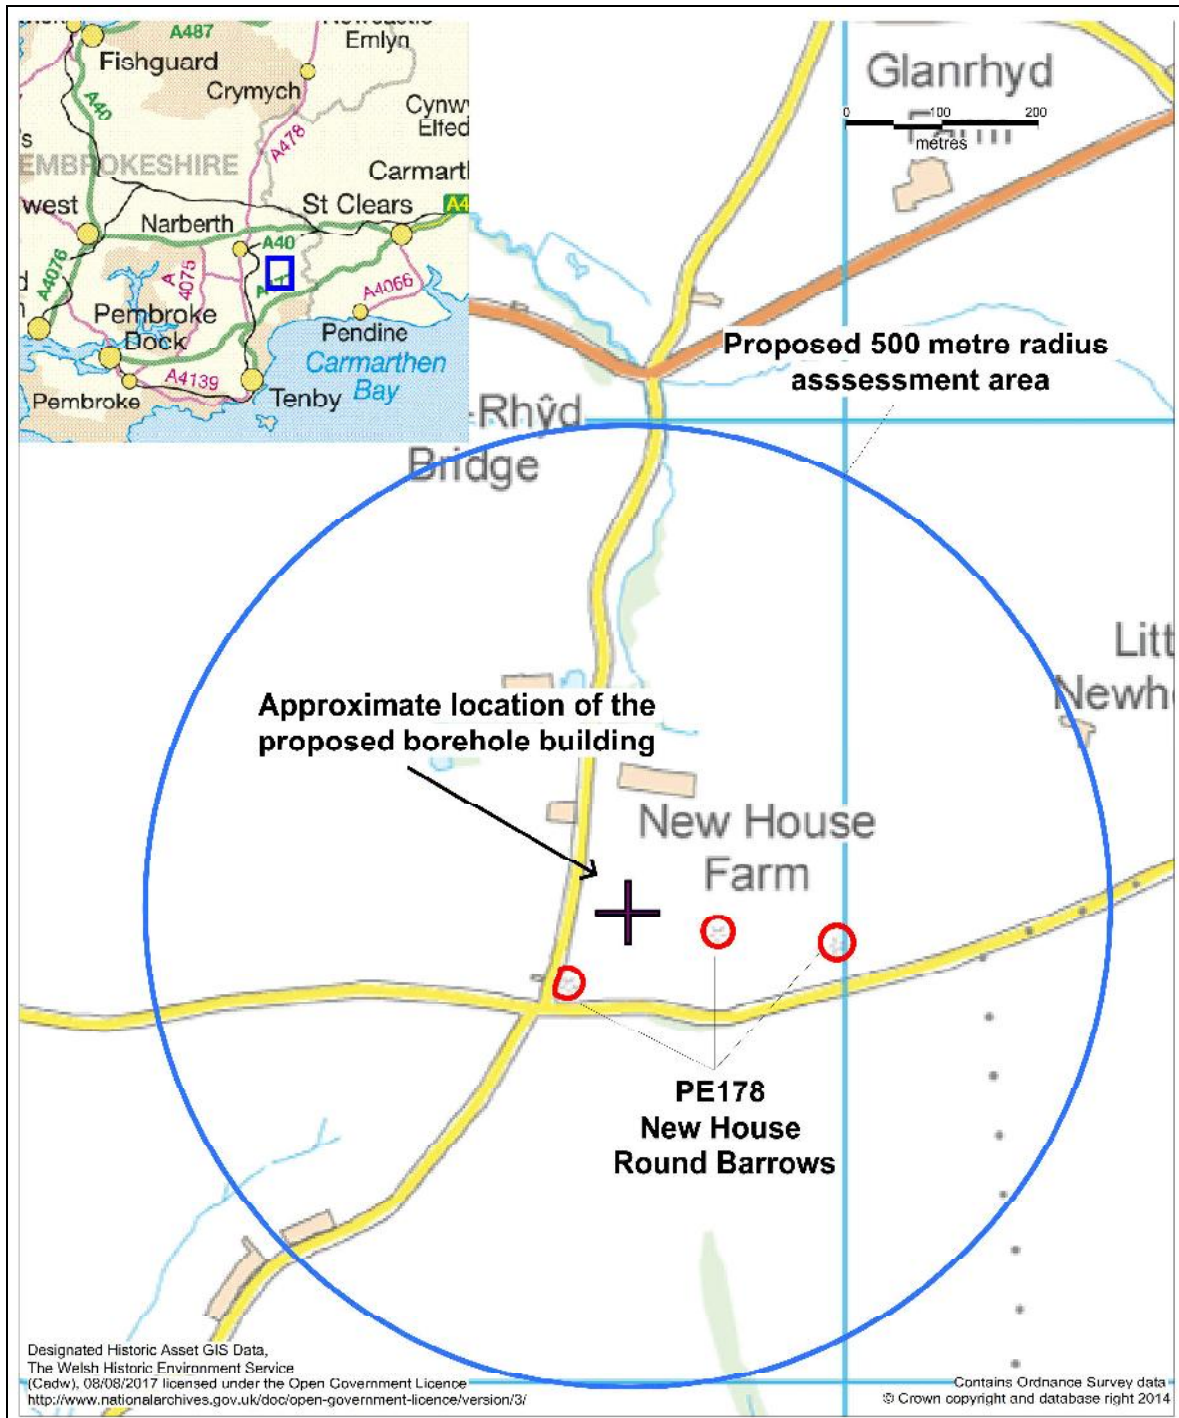 A487
Fishguard
Emlyn
Crymych
A40
A478
EMBROKESHIRE
Carmart
west
Narberth
St Clears
A4
A40
A4076
A
4075
A4066
Pembroke
Dock
Pendine
Carmarthen
Bay
A4139
Pembroke
Tenby
Glanrhyd
0 100 200
metres
Proposed 500 metre radius
asssessment area
-Rhŷd
Bridge
Litt
Newh
Approximate location of the
proposed borehole building
New House
Farm
PE178
New House
Round Barrows
Designated Historic Asset GIS Data,
The Welsh Historic Environment Service
(Cadw), 08/08/2017 licensed under the Open Government Licence
http://www.nationalarchives.gov.uk/doc/open-government-licence/version/3/
Contains Ordnance Survey data
© Crown copyright and database right 2014